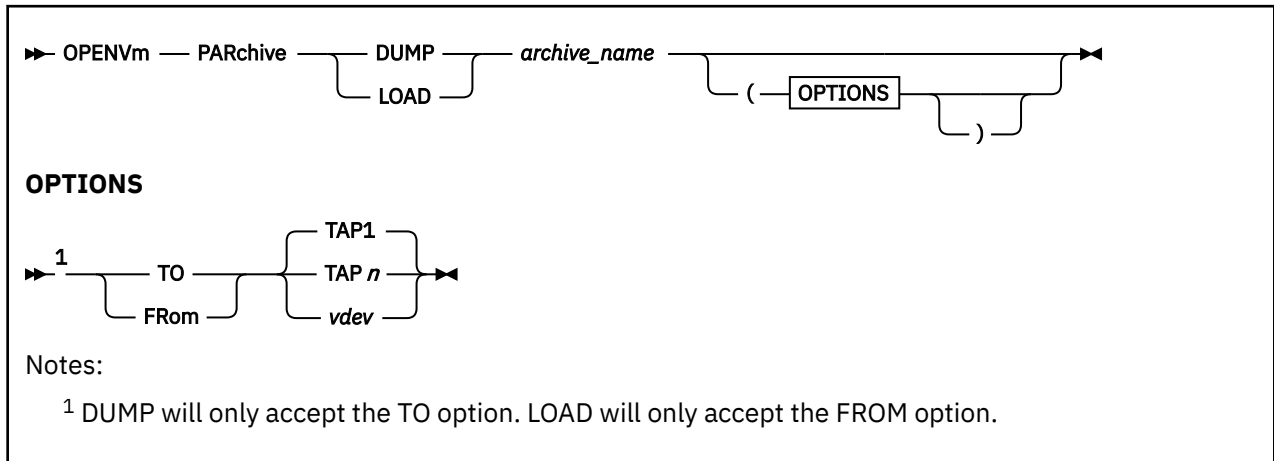 OPENVm PARchive DUMP archive_name
LOAD ( OPTIONS
)
OPTIONS
TAP1
1 TO TAP n
FRom vdev
Notes:
1 DUMP will only accept the TO option. LOAD will only accept the FROM option.